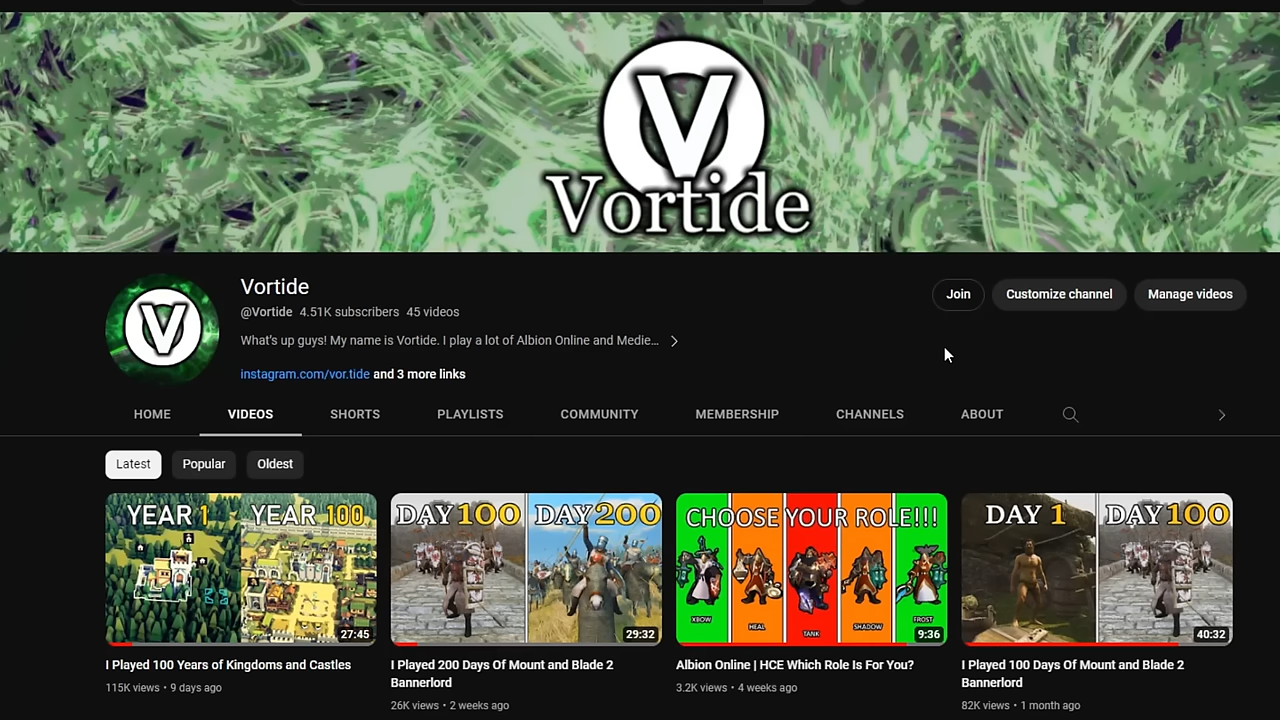 V
Vortide
V
Vortide
@Vortide 4.51K subscribers 45 videos
What's up guys! My name is Vortide. I play a lot of Albion Online and Medie...
instagram.com/vor.tide and 3 more links
Join
Customize channel
Manage videos
HOME
VIDEOS
SHORTS
PLAYLISTS
COMMUNITY
MEMBERSHIP
CHANNELS
ABOUT
Latest
Popular
Oldest
YEAR 1
YEAR 100
27:45
I Played 100 Years of Kingdoms and Castles
115K views • 9 days ago
DAY 100
DAY 200
29:32
I Played 200 Days Of Mount and Blade 2
Bannerlord
26K views • 2 weeks ago
CHOOSE YOUR ROLE!!!
XBOW
HEAL
TANK
SHADOW
FROST
9:36
Albion Online | HCE Which Role Is For You?
3.2K views • 4 weeks ago
DAY 1
DAY 100
40:32
I Played 100 Days Of Mount and Blade 2
Bannerlord
82K views • 1 month ago